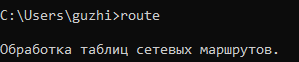 C:\Users\guzhi>route
Обработка таблиц сетевых маршрутов.